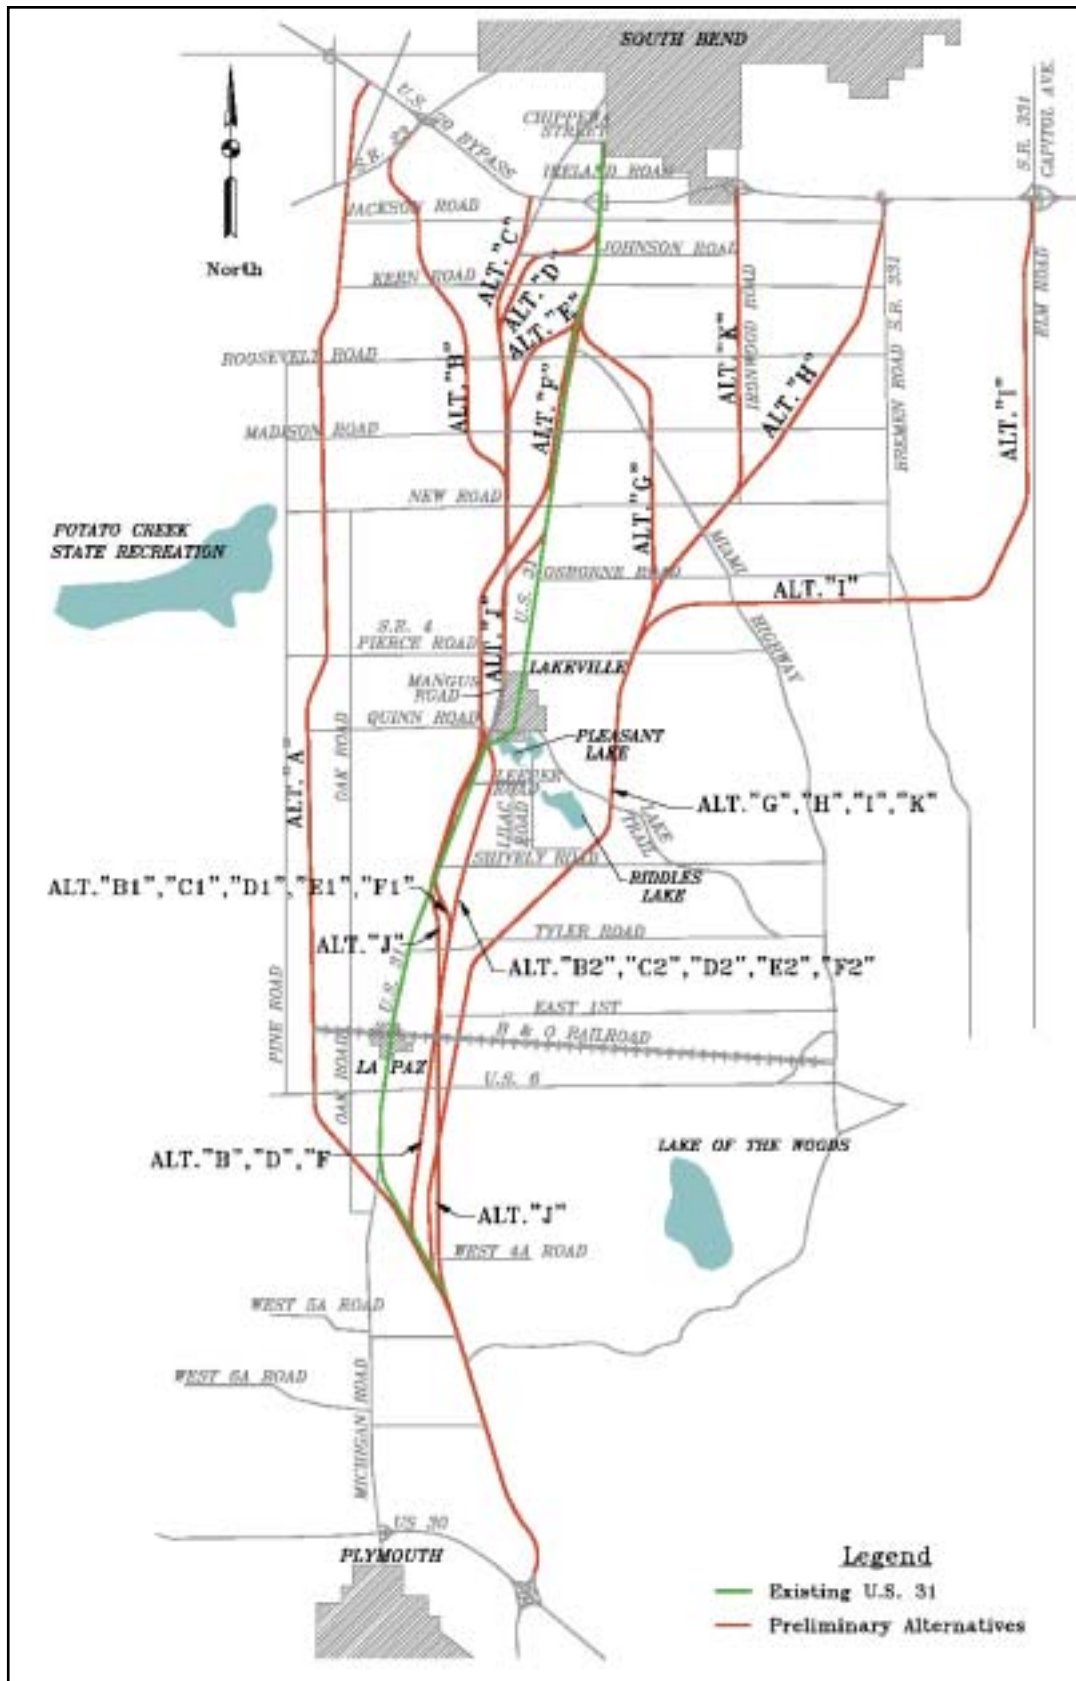 SOUTH BEND
S.R. 331
CAPITOL AVE.
U.S. 20 BYPASS
S.R. 23
CHIPPEWA
STREET
IRELAND ROAD
JACKSON ROAD
JOHNSON ROAD
North
KERN ROAD
ALT. "C"
ALT. "D"
ALT. "E"
ROOSEVELT ROAD
ALT. "B"
ALT. "F"
ALT. "K"
IRONWOOD ROAD
ALT. "H"
BREMEN ROAD S.R. 331
ELM ROAD
ALT. "I"
MADISON ROAD
ALT. "G"
NEW ROAD
POTATO CREEK
STATE RECREATION
MIAMI
HIGHWAY
U.S. 31
OSBORNE ROAD
ALT. "I"
ALT. "J"
S.R. 4
PIERCE ROAD
LAKEVILLE
MANGUS
ROAD
QUINN ROAD
PLEASANT
LAKE
OAK ROAD
ALT. "A"
LEEPER
ROAD
LILAC
ROAD
LAKE
TRAIL
ALT. "G", "H", "I", "K"
SHIVELY ROAD
RIDDLES
LAKE
ALT. "B1", "C1", "D1", "E1", "F1"
ALT. "J"
TYLER ROAD
ALT. "B2", "C2", "D2", "E2", "F2"
U.S. 31
PINE ROAD
EAST 1ST
B & O RAILROAD
OAK ROAD
LA PAZ
U.S. 6
ALT. "B", "D", "F
LAKE OF THE WOODS
ALT. "J"
WEST 4A ROAD
WEST 5A ROAD
WEST 6A ROAD
MICHIGAN ROAD
US 30
PLYMOUTH
Legend
Existing U.S. 31
Preliminary Alternatives